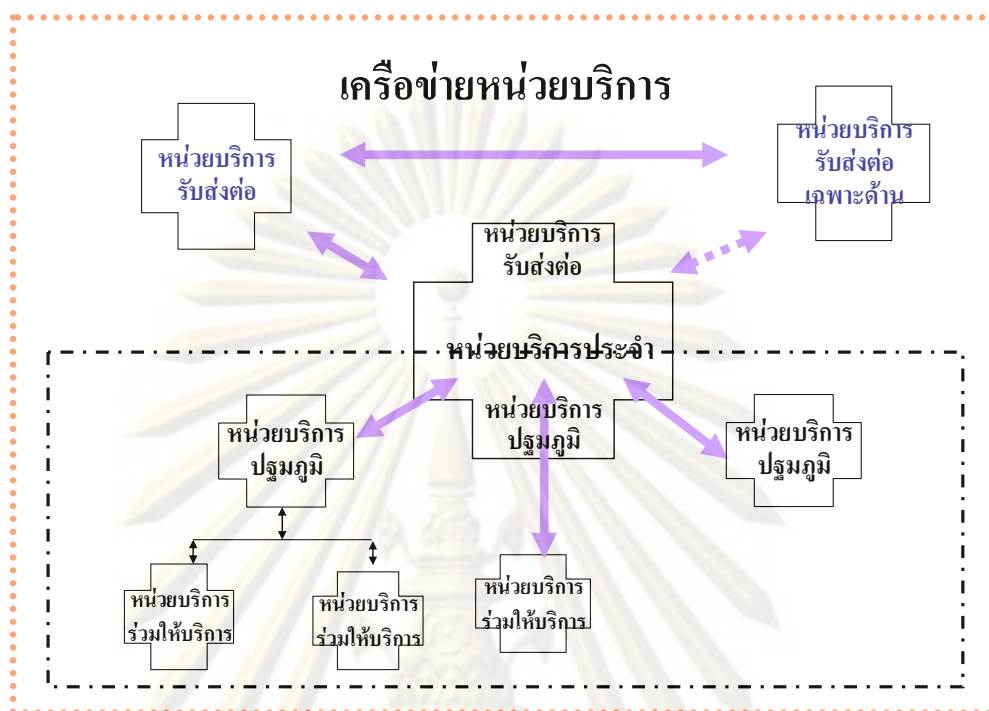 เครือข่ายหน่วยบริการ
หน่วยบริการ
รับส่งต่อ
หน่วยบริการ
รับส่งต่อ
เฉพาะด้าน
หน่วยบริการ
รับส่งต่อ
หน่วยบริการประจำ
หน่วยบริการ
ปฐมภูมิ
หน่วยบริการ
ปฐมภูมิ
หน่วยบริการ
ปฐมภูมิ
หน่วยบริการ
ร่วมให้บริการ
หน่วยบริการ
ร่วมให้บริการ
หน่วยบริการ
ร่วมให้บริการ